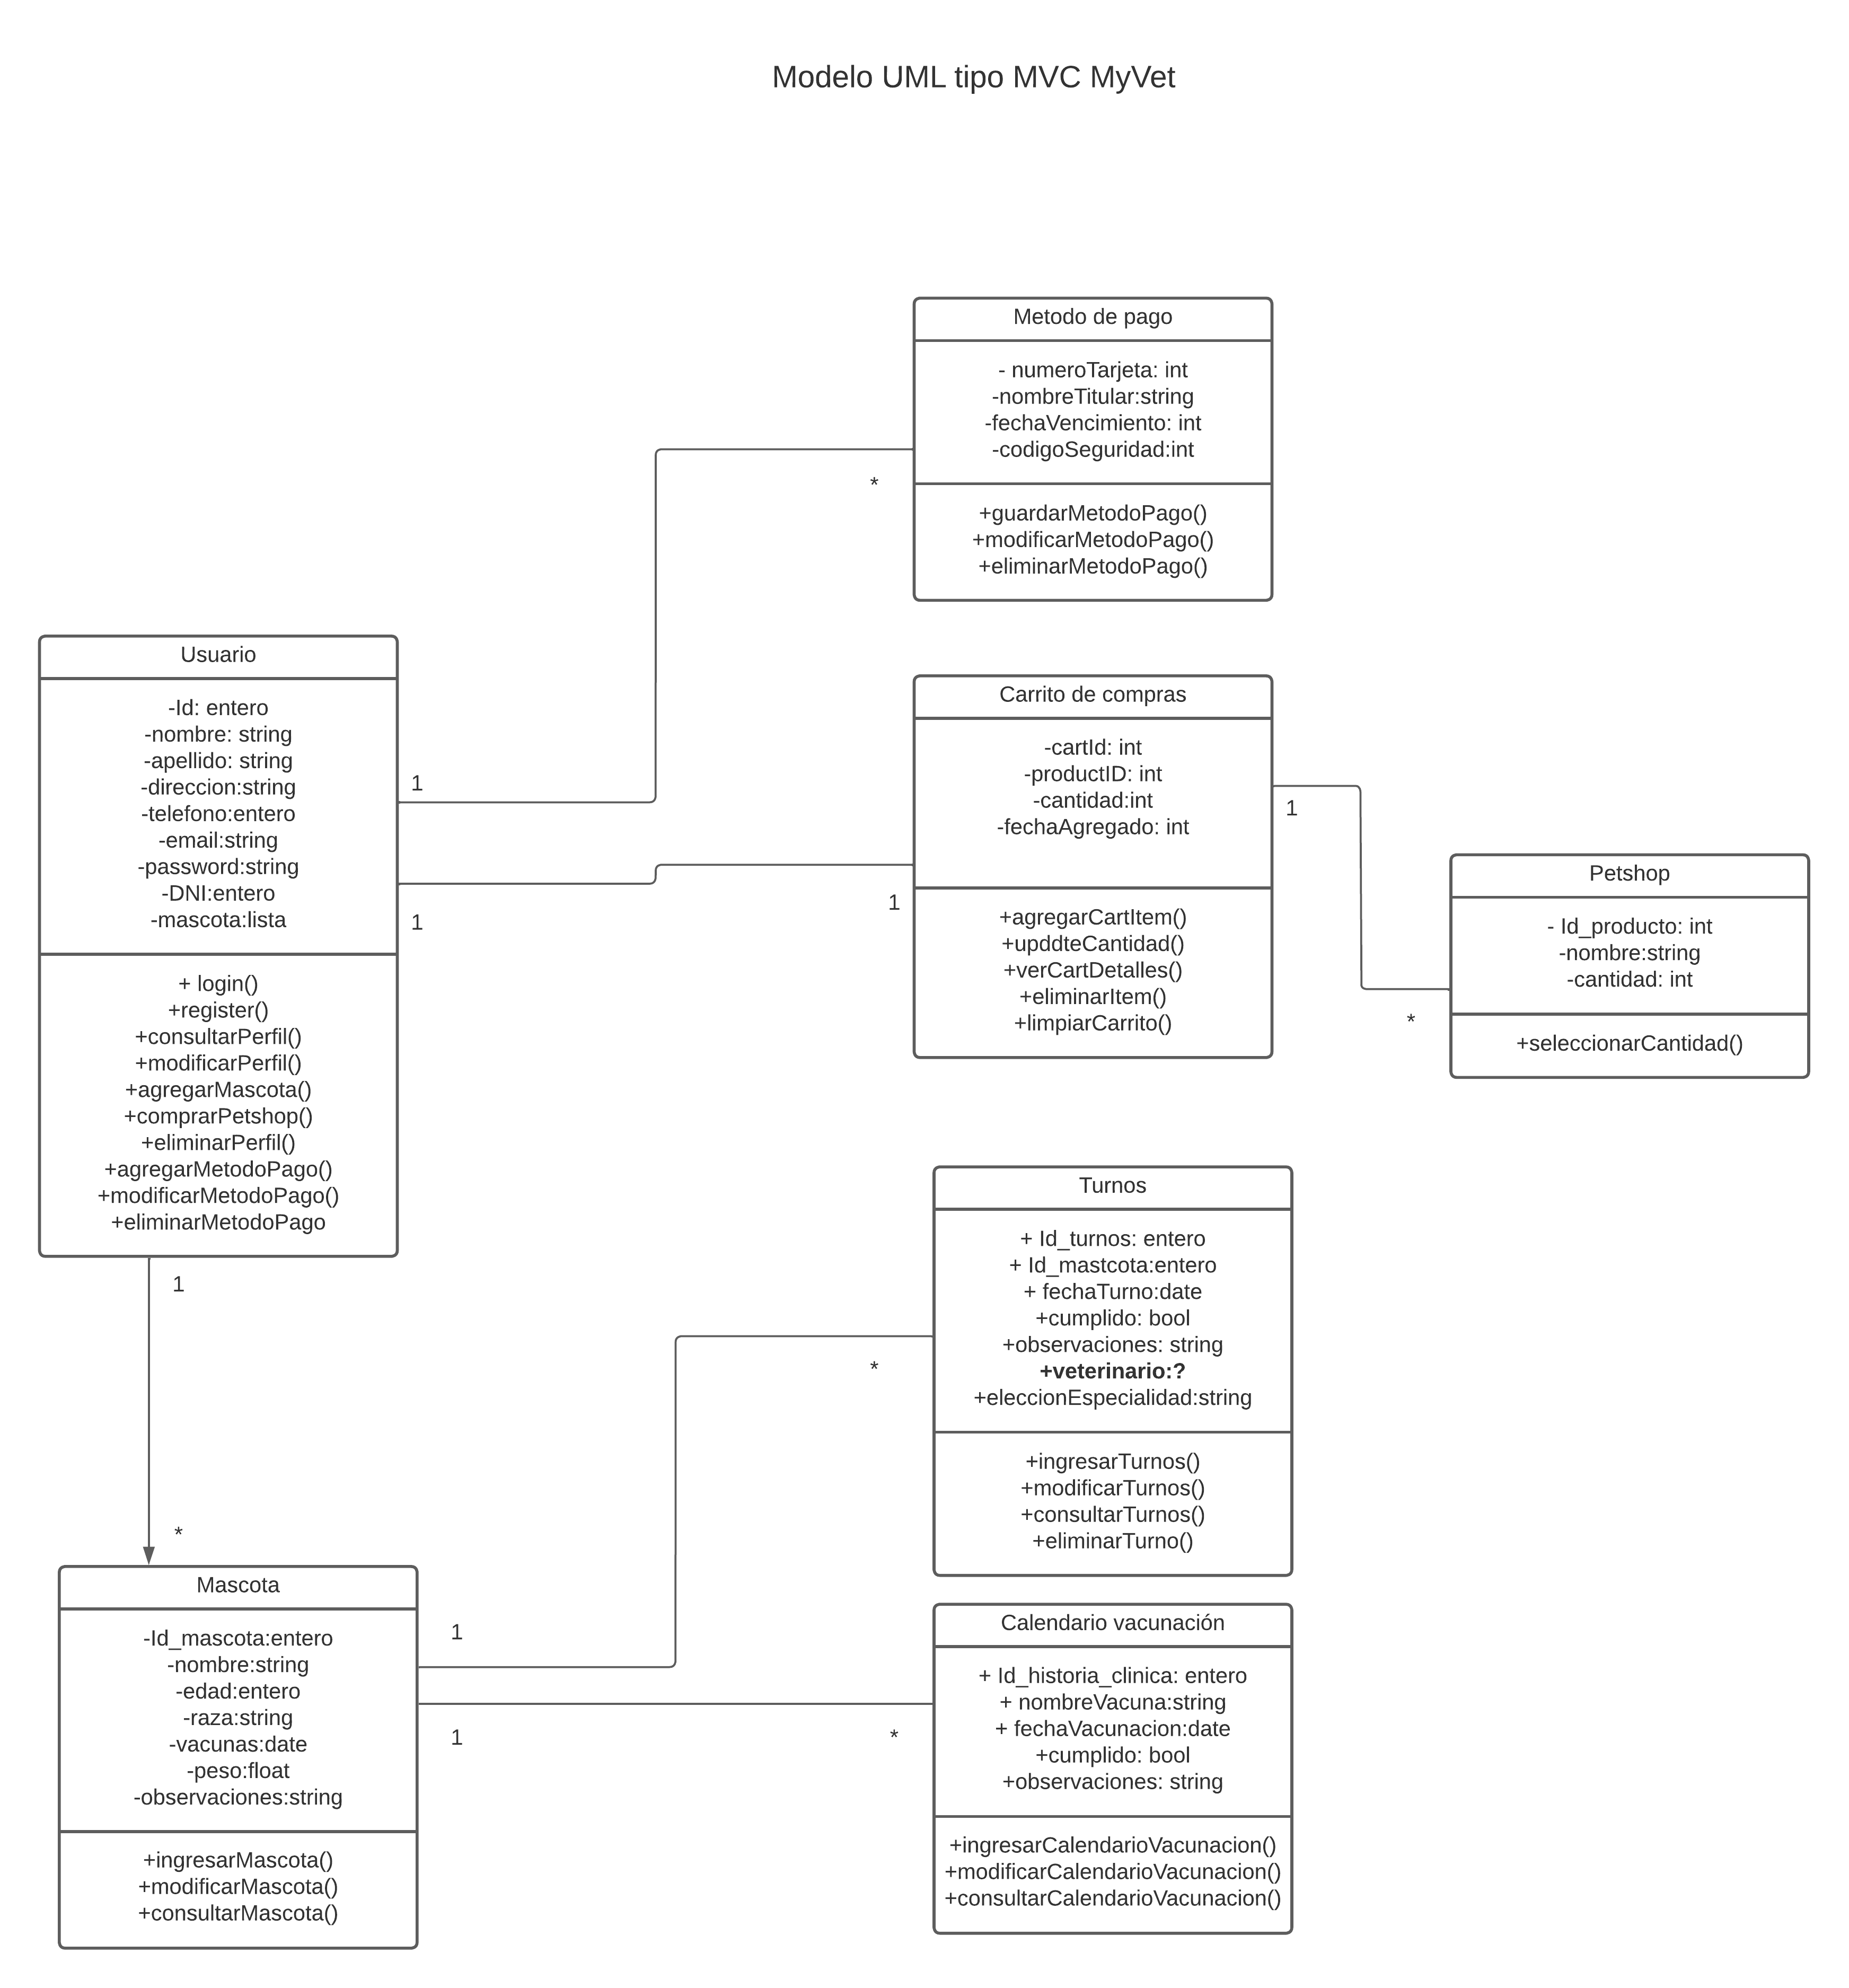 Modelo UML tipo MVC MyVet
Metodo de pago
- numeroTarjeta: int
-nombreTitular:string
-fechaVencimiento: int
-codigoSeguridad:int
+guardarMetodoPago()
+modificarMetodoPago()
+eliminarMetodoPago()
*
Usuario
-Id: entero
-nombre: string
-apellido: string
-direccion:string
-telefono:entero
-email:string
-password:string
-DNI:entero
-mascota:lista
+ login()
+register()
+consultarPerfil()
+modificarPerfil()
+agregarMascota()
+comprarPetshop()
+eliminarPerfil()
+agregarMetodoPago()
+modificarMetodoPago()
+eliminarMetodoPago
1
1
1
Carrito de compras
-cartId: int
-productID: int
-cantidad:int
-fechaAgregado: int
+agregarCartItem()
+upddteCantidad()
+verCartDetalles()
+eliminarItem()
+limpiarCarrito()
1
*
Petshop
- Id_producto: int
-nombre:string
-cantidad: int
+seleccionarCantidad()
1
*
Turnos
+ Id_turnos: entero
+ Id_mastcota:entero
+ fechaTurno:date
+cumplido: bool
+observaciones: string
+veterinario:?
+eleccionEspecialidad:string
+ingresarTurnos()
+modificarTurnos()
+consultarTurnos()
+eliminarTurno()
*
Mascota
-Id_mascota:entero
-nombre:string
-edad:entero
-raza:string
-vacunas:date
-peso:float
-observaciones:string
+ingresarMascota()
+modificarMascota()
+consultarMascota()
1
1
*
Calendario vacunación
+ Id_historia_clinica: entero
+ nombreVacuna:string
+ fechaVacunacion:date
+cumplido: bool
+observaciones: string
+ingresarCalendarioVacunacion()
+modificarCalendarioVacunacion()
+consultarCalendarioVacunacion()